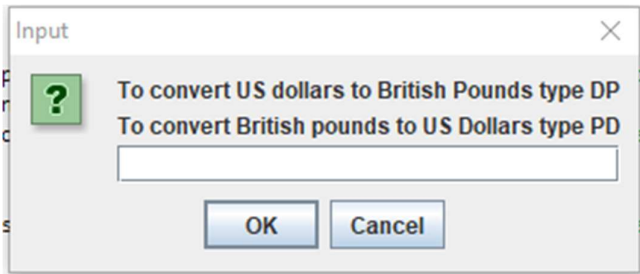 Input
To convert US dollars to British Pounds type DP
To convert British pounds to US Dollars type PD
OK
Cancel